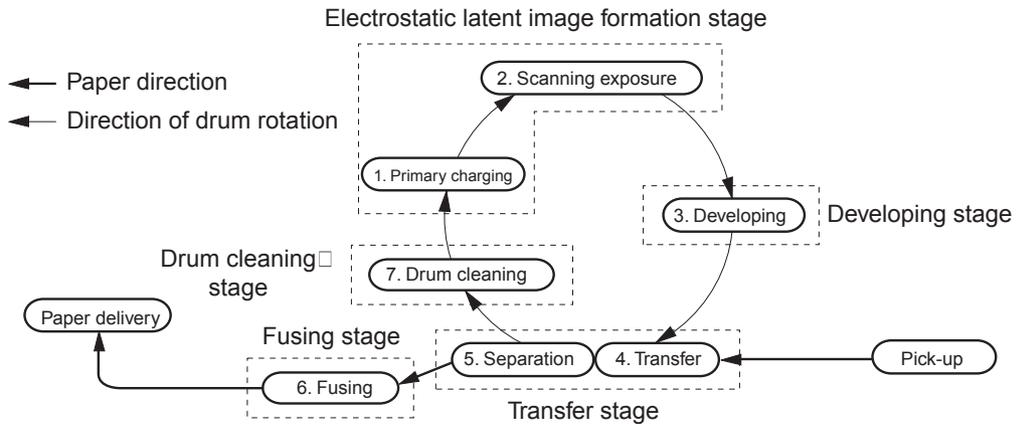 Electrostatic latent image formation stage
Paper direction
Direction of drum rotation
2. Scanning exposure
1. Primary charging
3. Developing
Developing stage
Drum cleaning□
stage
7. Drum cleaning
Paper delivery
Fusing stage
5. Separation
4. Transfer
Pick-up
6. Fusing
Transfer stage